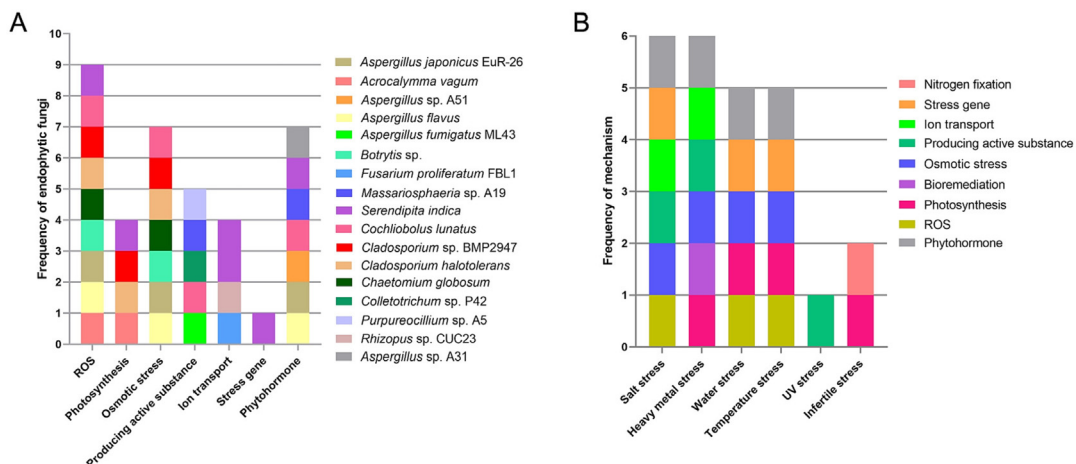 A
Frequency of endophytic fungi
10
9
8
7
6
5
4
3
2
1
0
ROS
Photosynthesis
Osmotic stress
Producing active substance
Ion transport
Stress gene
Phytohormone
Aspergillus japonicus EuR-26
Acrocalymma vagum
Aspergillus sp. A51
Aspergillus flavus
Aspergillus fumigatus ML43
Botrytis sp.
Fusarium proliferatum FBL1
Massariosphaeria sp. A19
Serendipita indica
Cochliobolus lunatus
Cladosporium sp. BMP2947
Cladosporium halotolerans
Chaetomium globosum
Colletotrichum sp. P42
Purpureocillium sp. A5
Rhizopus sp. CUC23
Aspergillus sp. A31
B
Frequency of mechanism
6
5
4
3
2
1
0
Salt stress
Heavy metal stress
Water stress
Temperature stress
UV stress
Infertile stress
Nitrogen fixation
Stress gene
Ion transport
Producing active substance
Osmotic stress
Bioremediation
Photosynthesis
ROS
Phytohormone